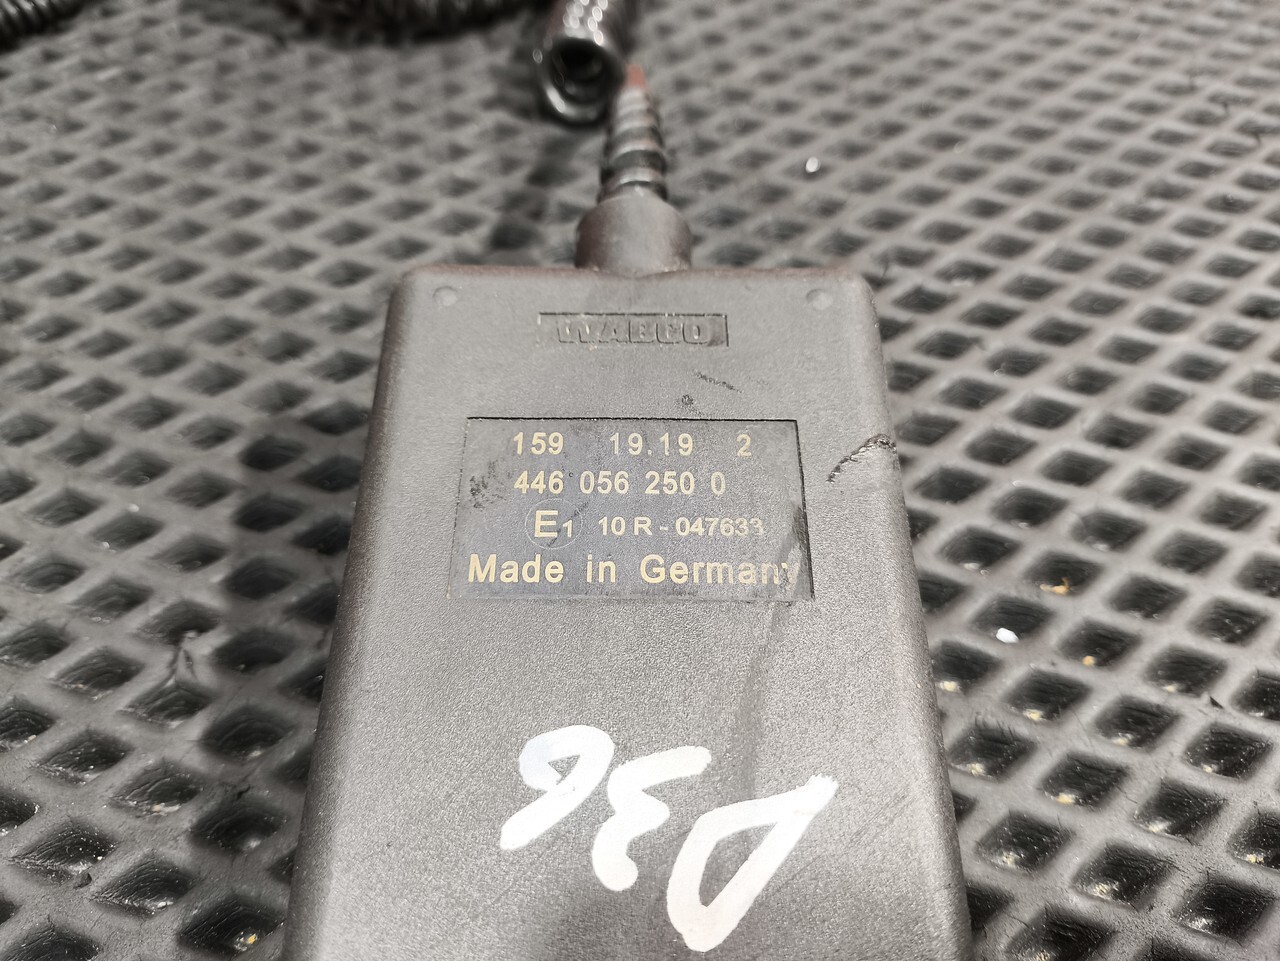 WABCO
159 19.19 2
446 056 250 0
E1 10 R - 047633
Made in Germany
D36